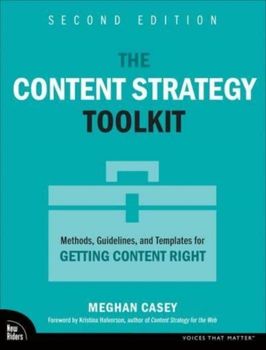 SECOND EDITION
THE
CONTENT STRATEGY
TOOLKIT
Methods, Guidelines, and Templates for
GETTING CONTENT RIGHT
MEGHAN CASEY
Foreword by Kristina Halvorson, author of Content Strategy for the Web
New
Riders
VOICES THAT MATTER™